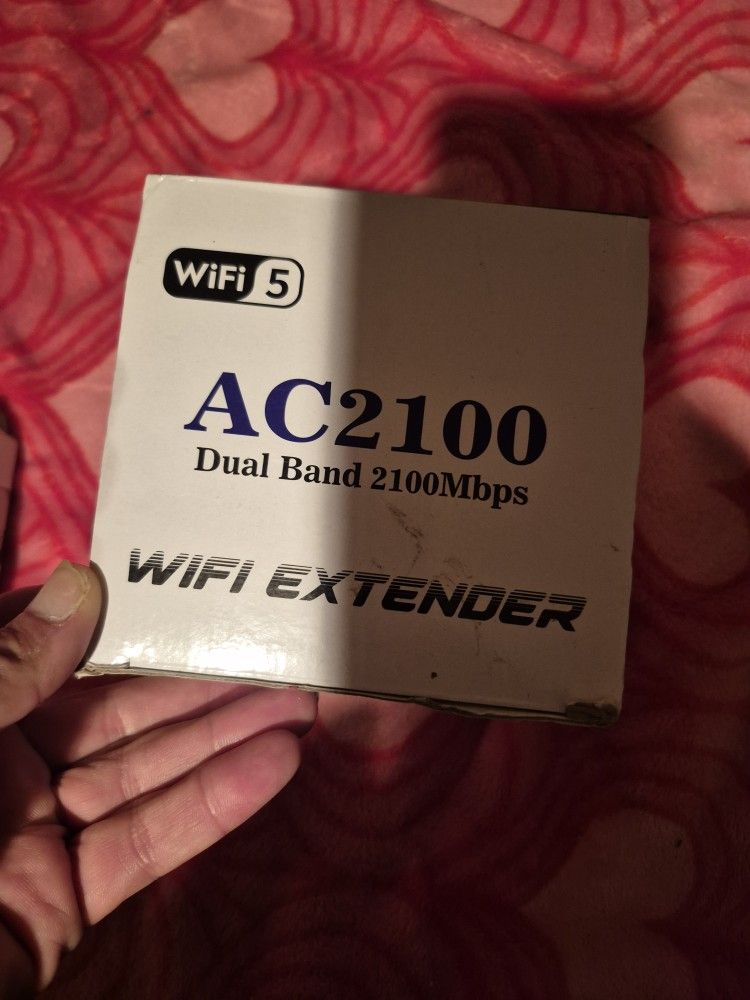 WiFi 5
AC2100
Dual Band 2100Mbps
WIFI EXTENDER